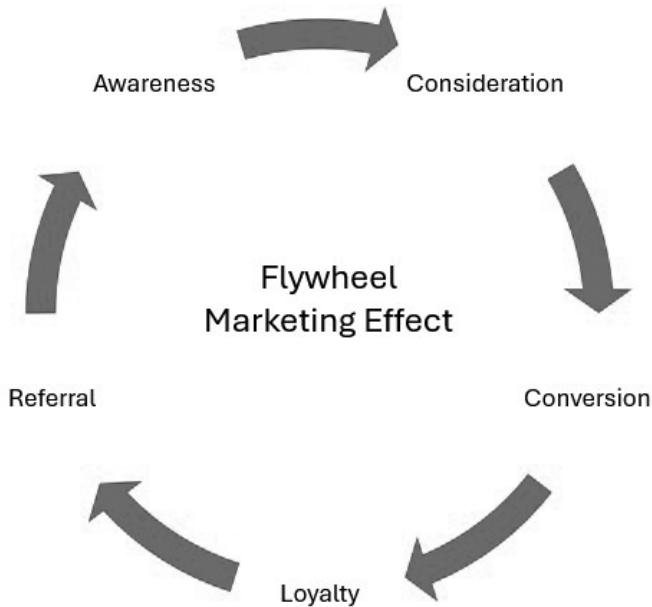 Awareness
Consideration
Flywheel
Marketing Effect
Referral
Conversion
Loyalty